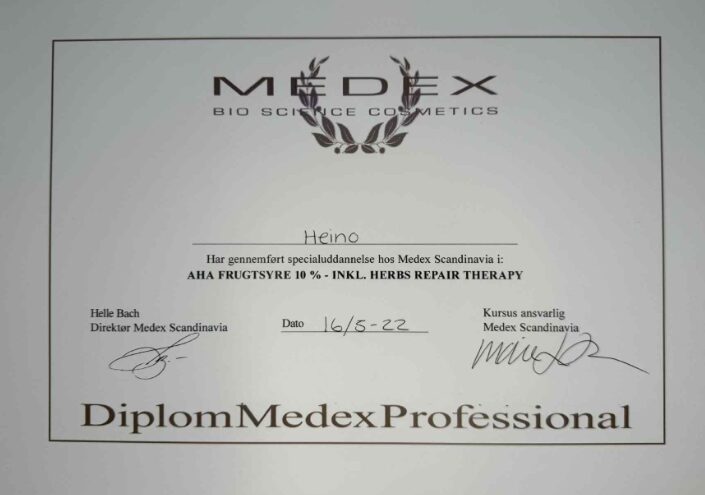 MEDEX
BIO SCIENCE COSMETICS
Heino
Har gennemført specialuddannelse hos Medex Scandinavia i:
AHA FRUGTSYRE 10 % - INKL. HERBS REPAIR THERAPY
Helle Bach
Direktør Medex Scandinavia
Dato 16/5-22
Kursus ansvarlig
Medex Scandinavia
DiplomMedexProfessional